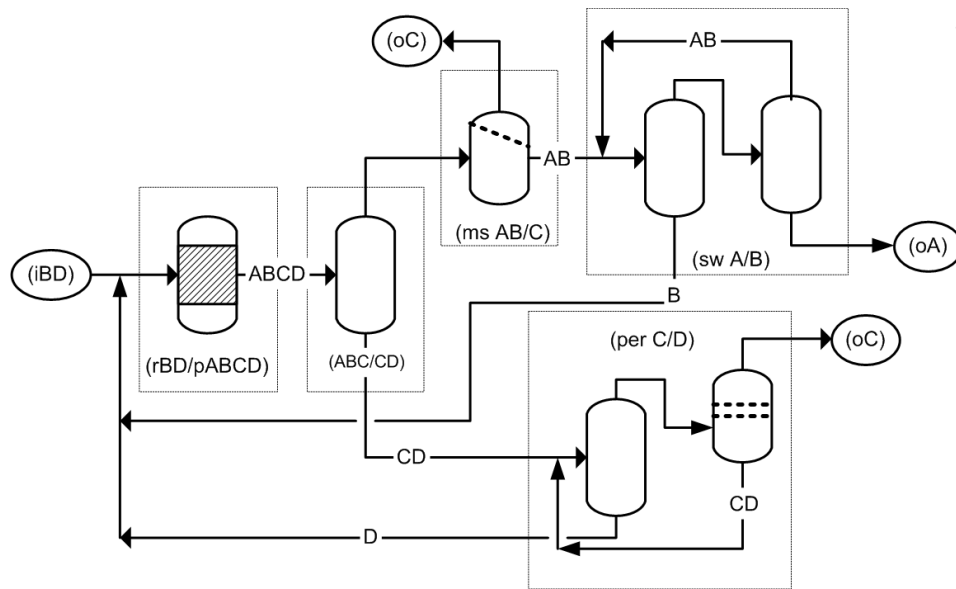 (oC)
AB
AB
(ms AB/C)
(sw A/B)
(oA)
(iBD)
ABCD
B
(rBD/pABCD)
(ABC/CD)
(per C/D)
(oC)
CD
CD
D